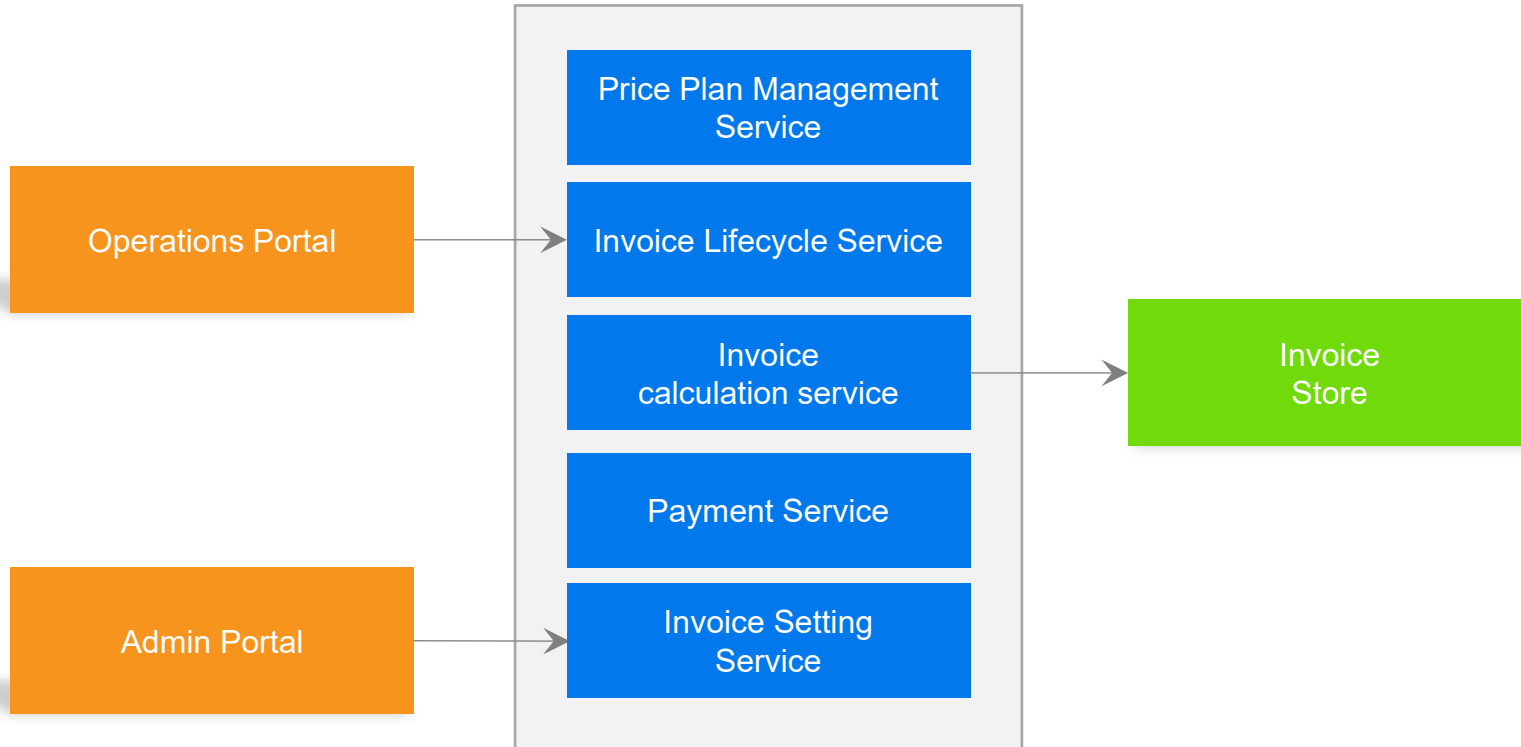 Price Plan Management
Service
Operations Portal
Invoice Lifecycle Service
Invoice
calculation service
Invoice
Store
Payment Service
Admin Portal
Invoice Setting
Service